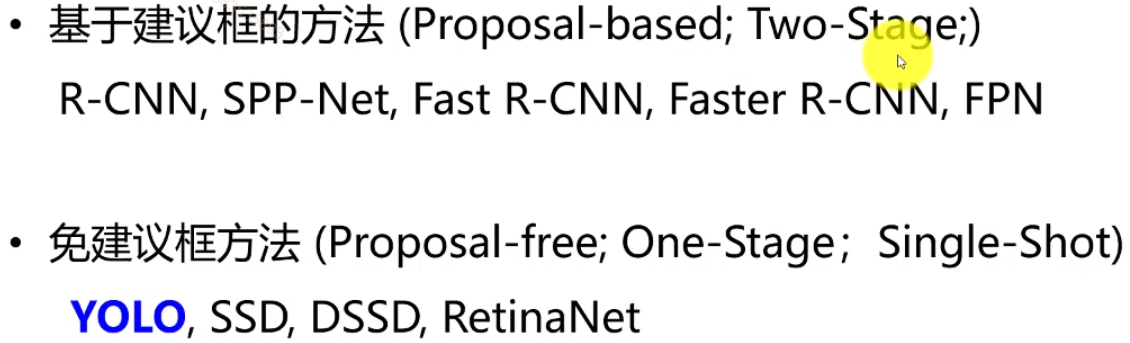 • 基于建议框的方法 (Proposal-based; Two-Stage;)
R-CNN, SPP-Net, Fast R-CNN, Faster R-CNN, FPN
• 免建议框方法 (Proposal-free; One-Stage；Single-Shot)
YOLO, SSD, DSSD, RetinaNet